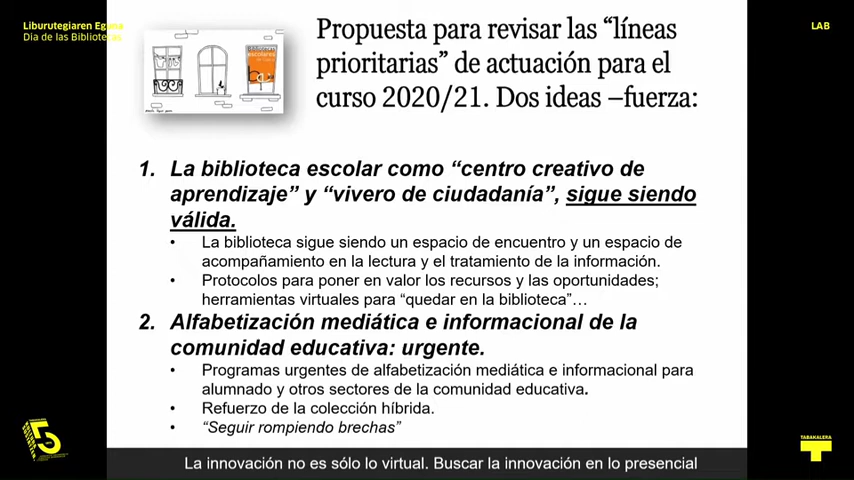 Liburutegiaren Eguna
Día de las Bibliotecas
LAB
Propuesta para revisar las “líneas
prioritarias” de actuación para el
curso 2020/21. Dos ideas –fuerza:
1. La biblioteca escolar como “centro creativo de
aprendizaje” y “vivero de ciudadanía”, sigue siendo
válida.
• La biblioteca sigue siendo un espacio de encuentro y un espacio de
acompañamiento en la lectura y el tratamiento de la información.
• Protocolos para poner en valor los recursos y las oportunidades;
herramientas virtuales para “quedar en la biblioteca”…
2. Alfabetización mediática e informacional de la
comunidad educativa: urgente.
• Programas urgentes de alfabetización mediática e informacional para
alumnado y otros sectores de la comunidad educativa.
• Refuerzo de la colección híbrida.
• “Seguir rompiendo brechas”
La innovación no es sólo lo virtual. Buscar la innovación en lo presencial
TABAKALERA